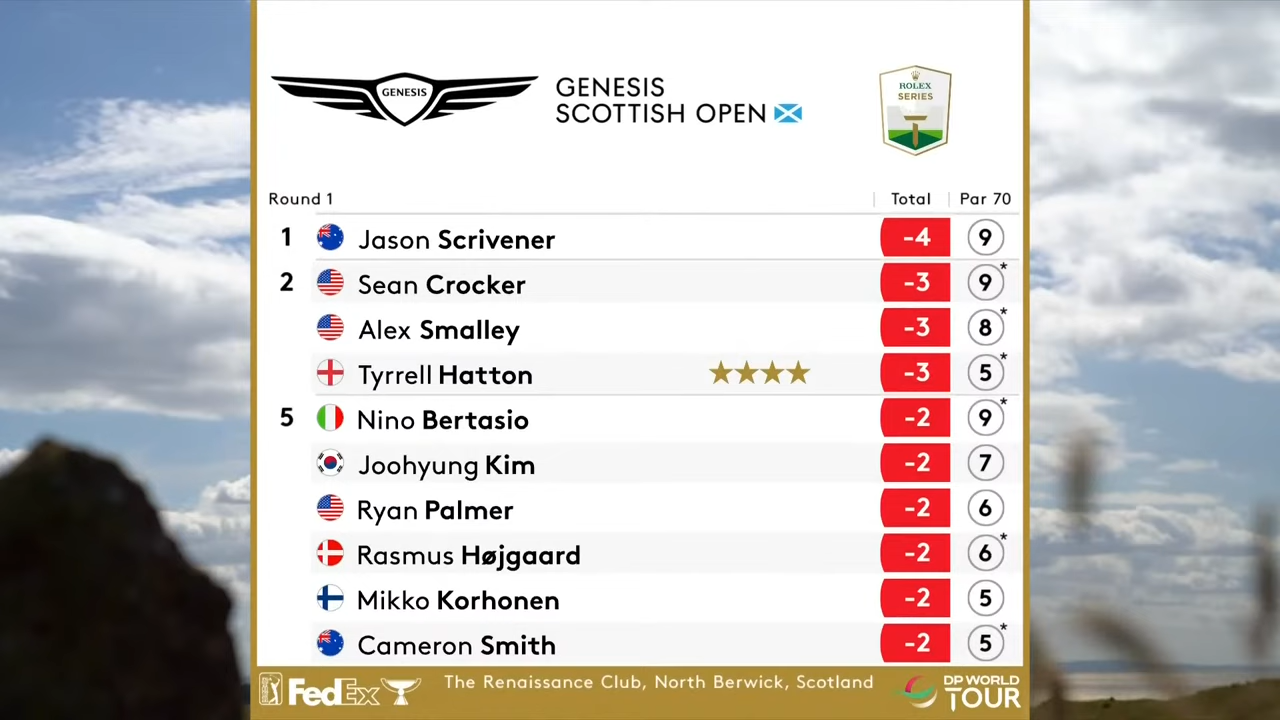 GENESIS
GENESIS
SCOTTISH OPEN
ROLEX
SERIES
Round 1 Total Par 70
1 Jason Scrivener -4 9
2 Sean Crocker -3 9*
Alex Smalley -3 8*
Tyrrell Hatton ★★★★ -3 5*
5 Nino Bertasio -2 9*
Joohyung Kim -2 7
Ryan Palmer -2 6
Rasmus Højgaard -2 6*
Mikko Korhonen -2 5
Cameron Smith -2 5*
FedEx The Renaissance Club, North Berwick, Scotland DP WORLD
TOUR